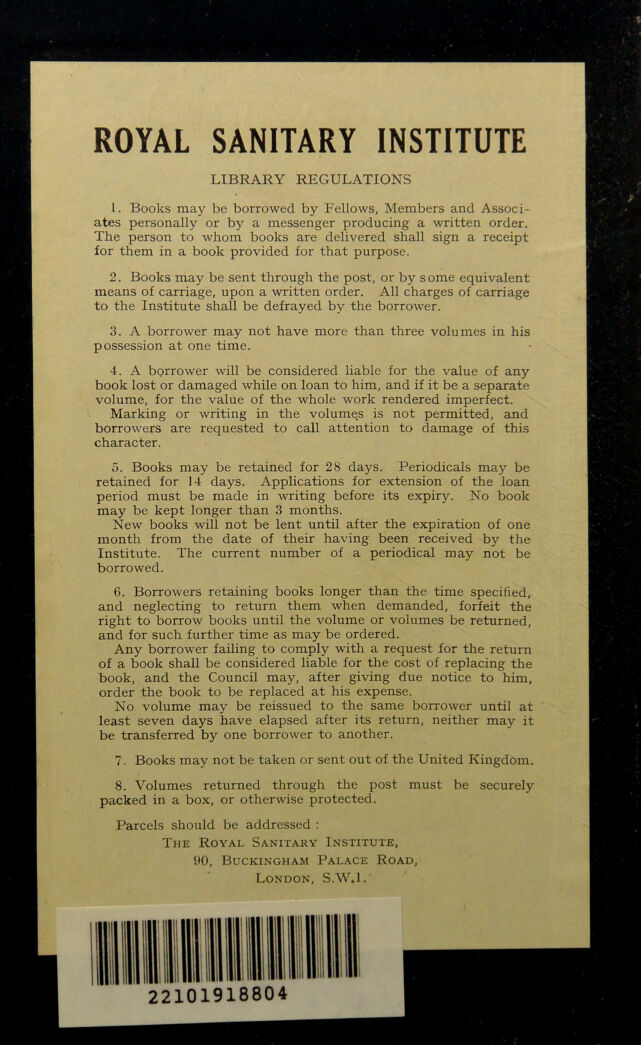 ROYAL SANITARY INSTITUTE
LIBRARY REGULATIONS
1. Books may be borrowed by Fellows, Members and Associ-
ates personally or by a messenger producing a written order.
The person to whom books are delivered shall sign a receipt
for them in a book provided for that purpose.
2. Books may be sent through the post, or by some equivalent
means of carriage, upon a written order. All charges of carriage
to the Institute shall be defrayed by the borrower.
3. A borrower may not have more than three volumes in his
possession at one time.
4. A borrower will be considered liable for the value of any
book lost or damaged while on loan to him, and if it be a separate
volume, for the value of the whole work rendered imperfect.
Marking or writing in the volumes is not permitted, and
borrowers are requested to call attention to damage of this
character.
5. Books may be retained for 28 days. Periodicals may be
retained for 14 days. Applications for extension of the loan
period must be made in writing before its expiry. No book
may be kept longer than 3 months.
New books will not be lent until after the expiration of one
month from the date of their having been received by the
Institute. The current number of a periodical may not be
borrowed.
6. Borrowers retaining books longer than the time specified,
and neglecting to return them when demanded, forfeit the
right to borrow books until the volume or volumes be returned,
and for such further time as may be ordered.
Any borrower failing to comply with a request for the return
of a book shall be considered liable for the cost of replacing the
book, and the Council may, after giving due notice to him,
order the book to be replaced at his expense.
No volume may be reissued to the same borrower until at
least seven days have elapsed after its return, neither may it
be transferred by one borrower to another.
7. Books may not be taken or sent out of the United Kingdom.
8. Volumes returned through the post must be securely
packed in a box, or otherwise protected.
Parcels should be addressed :
THE ROYAL SANITARY INSTITUTE,
90, BUCKINGHAM PALACE ROAD,
LONDON, S.W.1.
22101918804